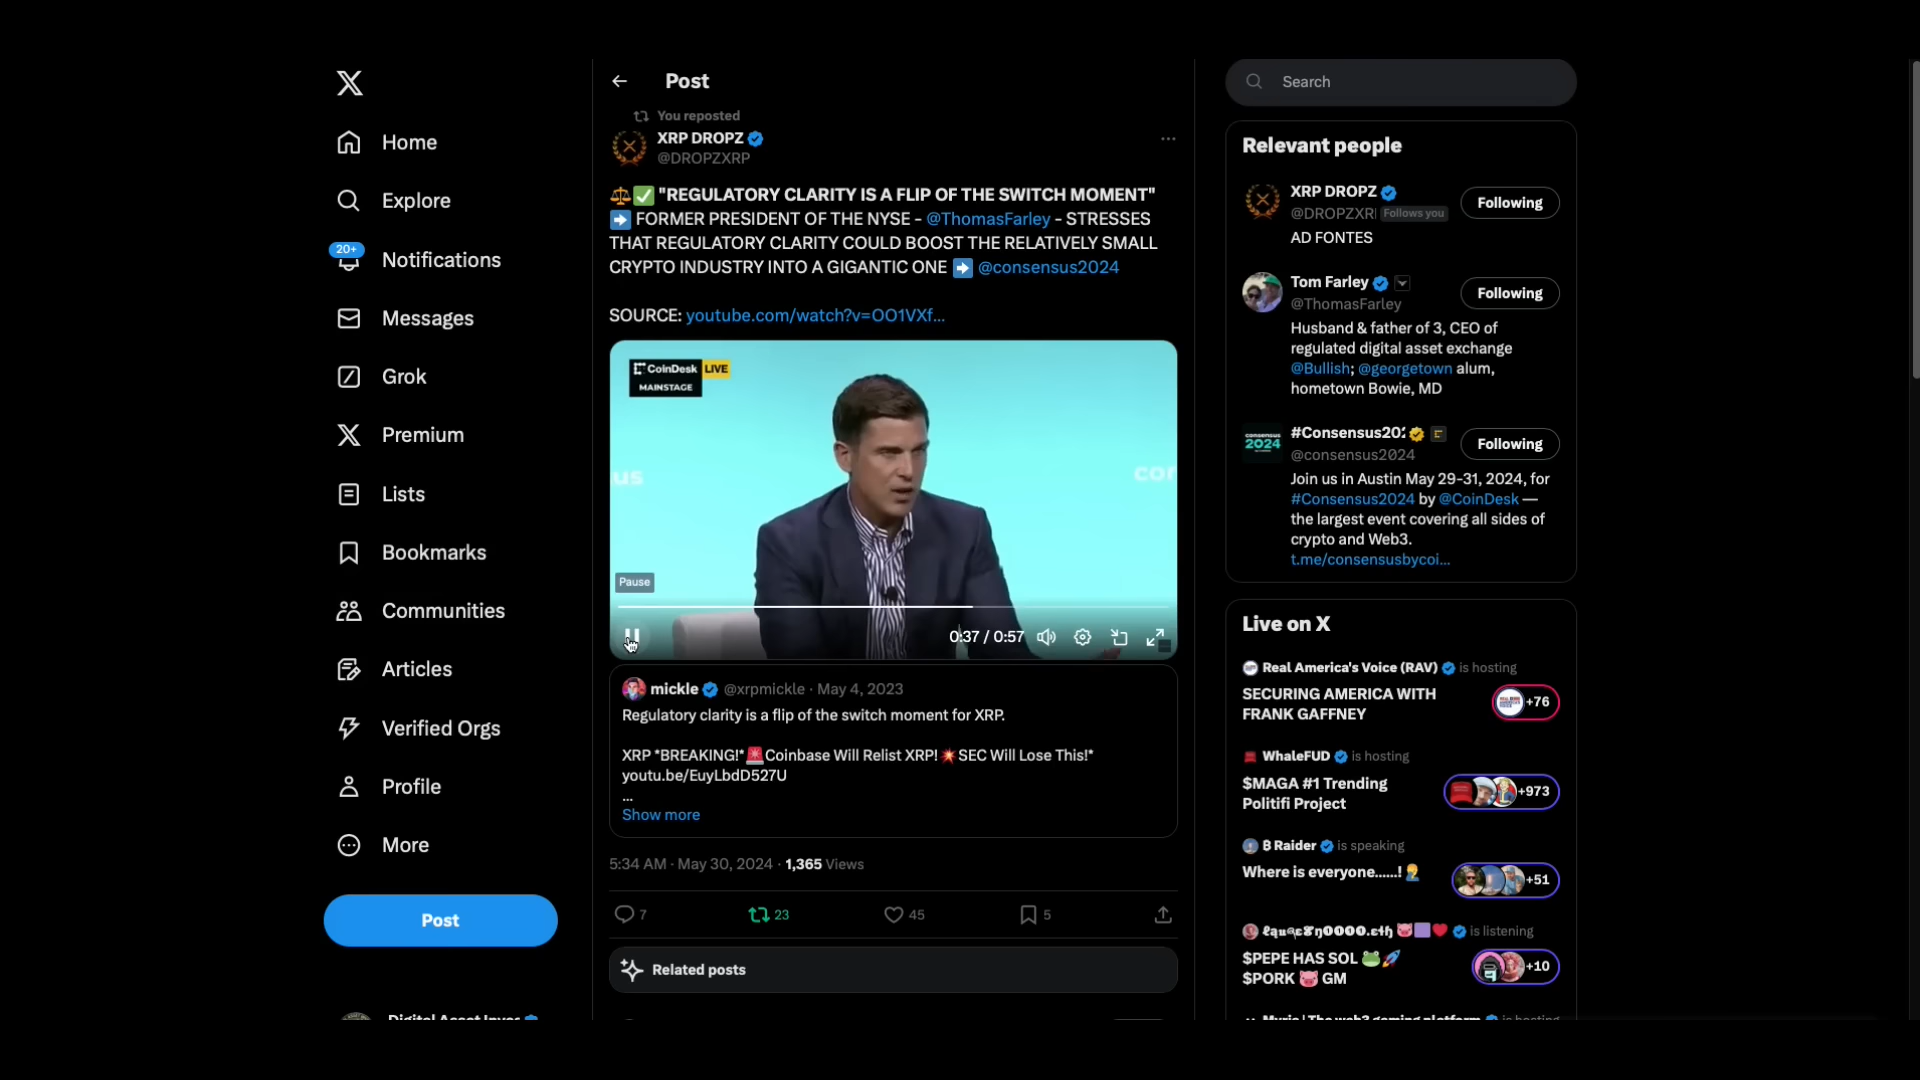 Home
Explore
20+
Notifications
Messages
Grok
Premium
Lists
Bookmarks
Communities
Articles
Verified Orgs
Profile
More
Post
Post
You reposted
XRP DROPZ
@DROPZXRP
⚖️✅ "REGULATORY CLARITY IS A FLIP OF THE SWITCH MOMENT"
➡️ FORMER PRESIDENT OF THE NYSE - @ThomasFarley - STRESSES
THAT REGULATORY CLARITY COULD BOOST THE RELATIVELY SMALL
CRYPTO INDUSTRY INTO A GIGANTIC ONE ➡️ @consensus2024
SOURCE: youtube.com/watch?v=OO1VXf...
CoinDesk LIVE
MAINSTAGE
us
con
Pause
0:37 / 0:57
mickle @xrpmickle · May 4, 2023
Regulatory clarity is a flip of the switch moment for XRP.
XRP *BREAKING!*🚨Coinbase Will Relist XRP!💥SEC Will Lose This!*
youtu.be/EuyLbdD527U
...
Show more
5:34 AM · May 30, 2024 · 1,365 Views
7
23
45
5
Related posts
Search
Relevant people
XRP DROPZ
@DROPZXR Follows you
Following
AD FONTES
Tom Farley
@ThomasFarley
Following
Husband & father of 3, CEO of
regulated digital asset exchange
@Bullish; @georgetown alum,
hometown Bowie, MD
consensus
2024
#Consensus202
@consensus2024
Following
Join us in Austin May 29-31, 2024, for
#Consensus2024 by @CoinDesk —
the largest event covering all sides of
crypto and Web3.
t.me/consensusbycoi...
Live on X
Real America's Voice (RAV) is hosting
SECURING AMERICA WITH
FRANK GAFFNEY
+76
WhaleFUD is hosting
$MAGA #1 Trending
Politifi Project
+973
₿ Raider is speaking
Where is everyone......! 🤦‍♂️
+51
is listening
$PEPE HAS SOL 🐸🚀
$PORK 🐷 GM
+10